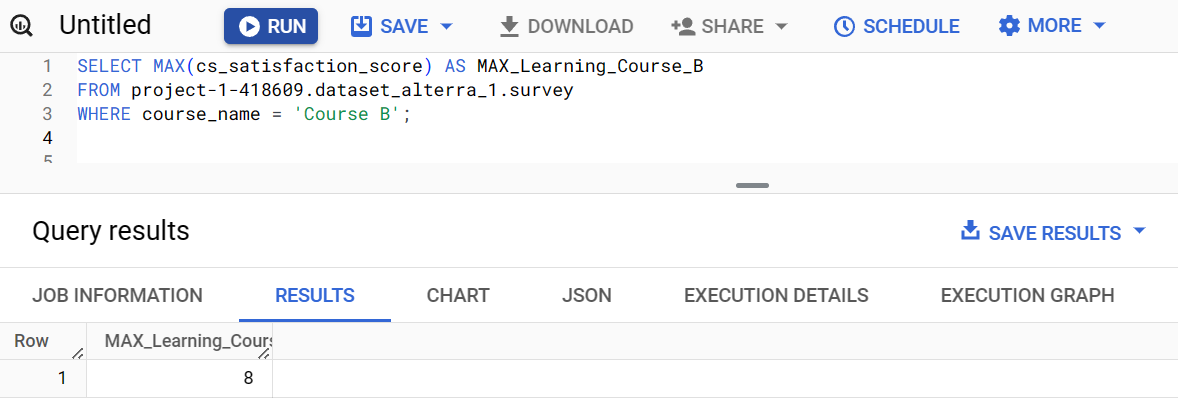 Untitled RUN SAVE DOWNLOAD SHARE SCHEDULE MORE
1 SELECT MAX(cs_satisfaction_score) AS MAX_Learning_Course_B
2 FROM project-1-418609.dataset_alterra_1.survey
3 WHERE course_name = 'Course B';
4
5
Query results SAVE RESULTS
JOB INFORMATION RESULTS CHART JSON EXECUTION DETAILS EXECUTION GRAPH
Row MAX_Learning_Cours
1 8